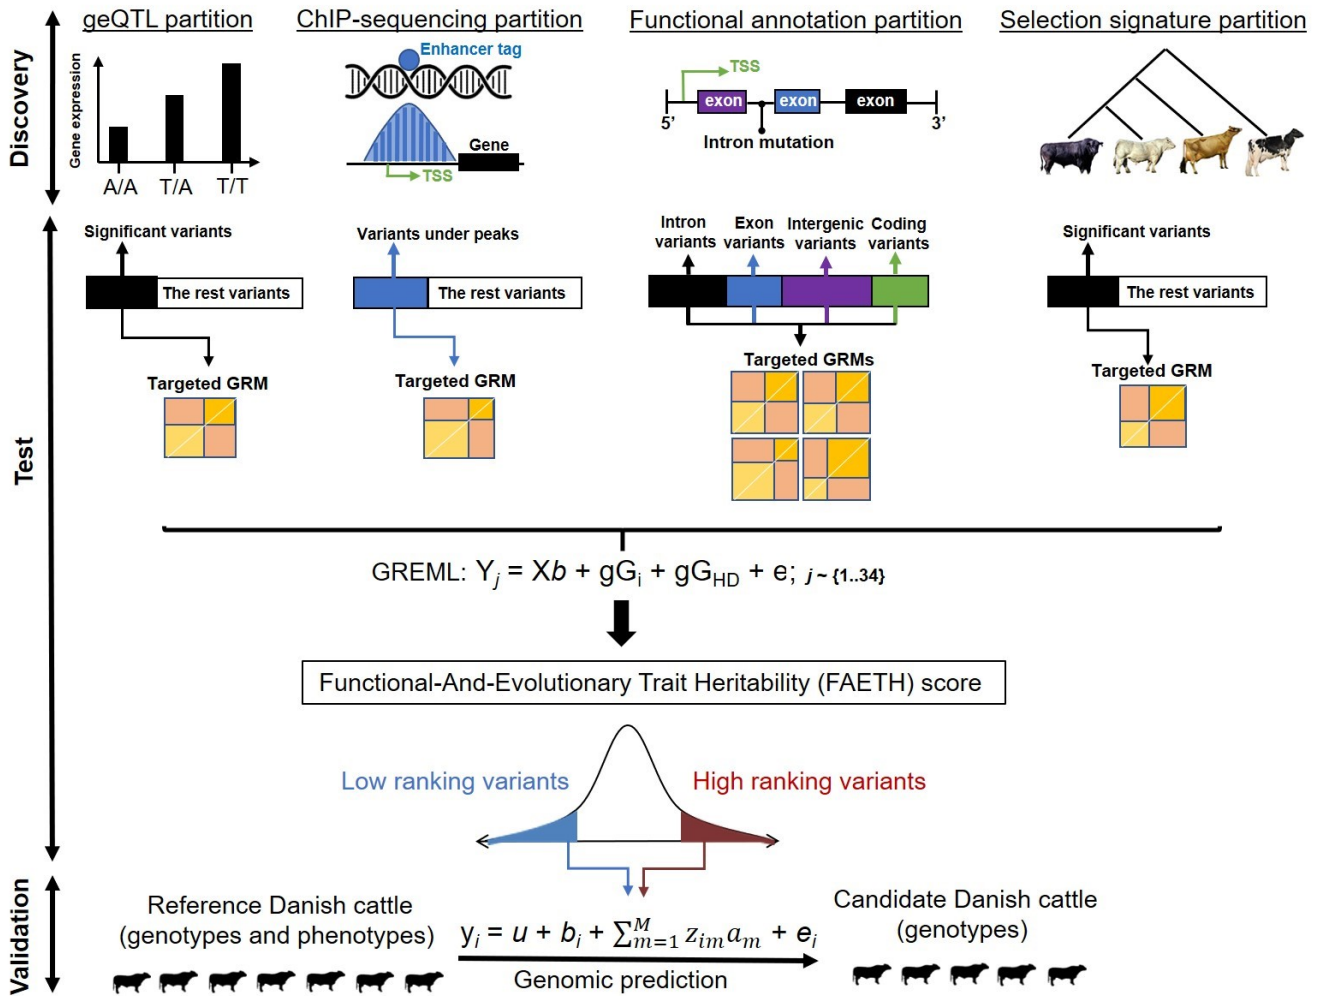 geQTL partition
ChIP-sequencing partition
Functional annotation partition
Selection signature partition
Discovery
Gene expression
A/A
T/A
T/T
Enhancer tag
Gene
TSS
TSS
exon
exon
exon
5’
3’
Intron mutation
Test
Significant variants
The rest variants
Targeted GRM
Variants under peaks
The rest variants
Targeted GRM
Intron
variants
Exon
variants
Intergenic
variants
Coding
variants
Targeted GRMs
Significant variants
The rest variants
Targeted GRM
GREML: Yj = Xb + gGi + gGHD + e; j ~ {1..34}
Functional-And-Evolutionary Trait Heritability (FAETH) score
Low ranking variants
High ranking variants
Validation
Reference Danish cattle
(genotypes and phenotypes)
yi = u + bi + ∑_{m=1}^{M} zimam + ei
Genomic prediction
Candidate Danish cattle
(genotypes)